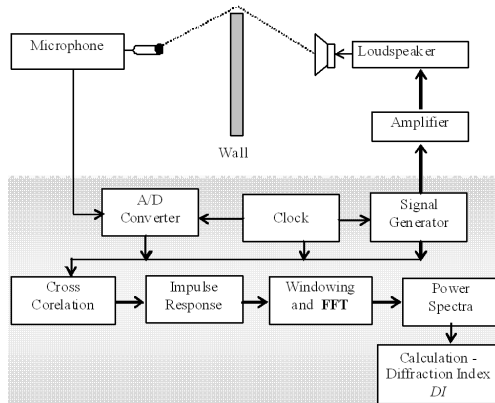 Microphone
Loudspeaker
Amplifier
Wall
A/D
Converter
Clock
Signal
Generator
Cross
Corelation
Impulse
Response
Windowing
and FFT
Power
Spectra
Calculation -
Diffraction Index
DI